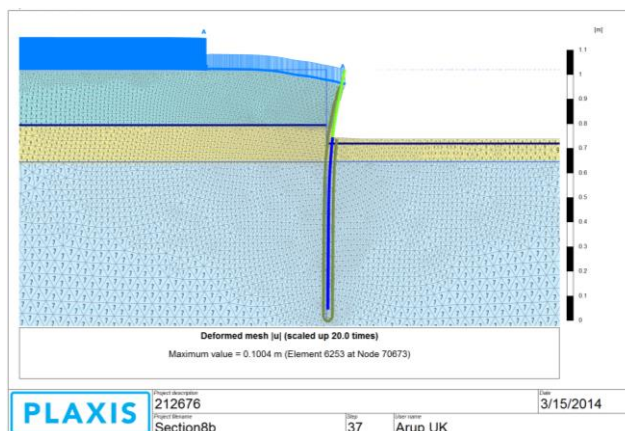 A
A
[m]
1.1
1
0.9
0.8
0.7
0.6
0.5
0.4
0.3
0.2
0.1
0
Deformed mesh |u| (scaled up 20.0 times)
Maximum value = 0.1004 m (Element 6253 at Node 70673)
PLAXIS
Project description
212676
Date
3/15/2014
Project filename
Section8b
Step
37
User name
Arup UK